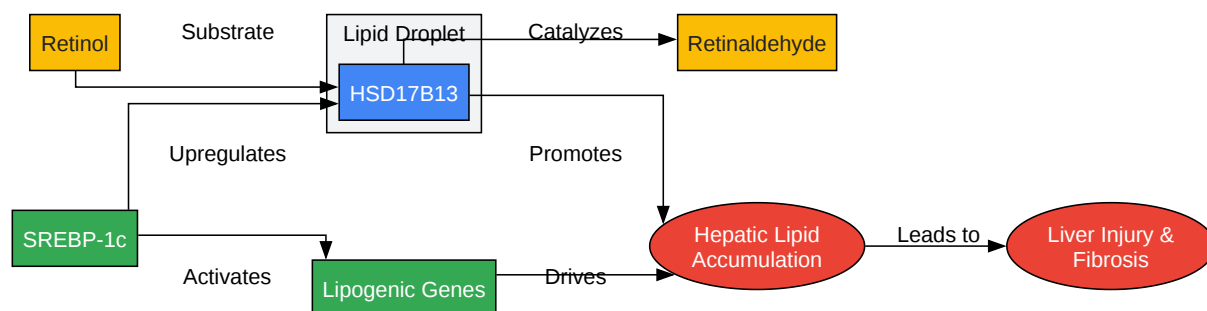 Retinol
Substrate
Lipid Droplet
Catalyzes
Retinaldehyde
HSD17B13
Upregulates
Promotes
SREBP-1c
Hepatic Lipid
Accumulation
Leads to
Liver Injury &
Fibrosis
Activates
Lipogenic Genes
Drives